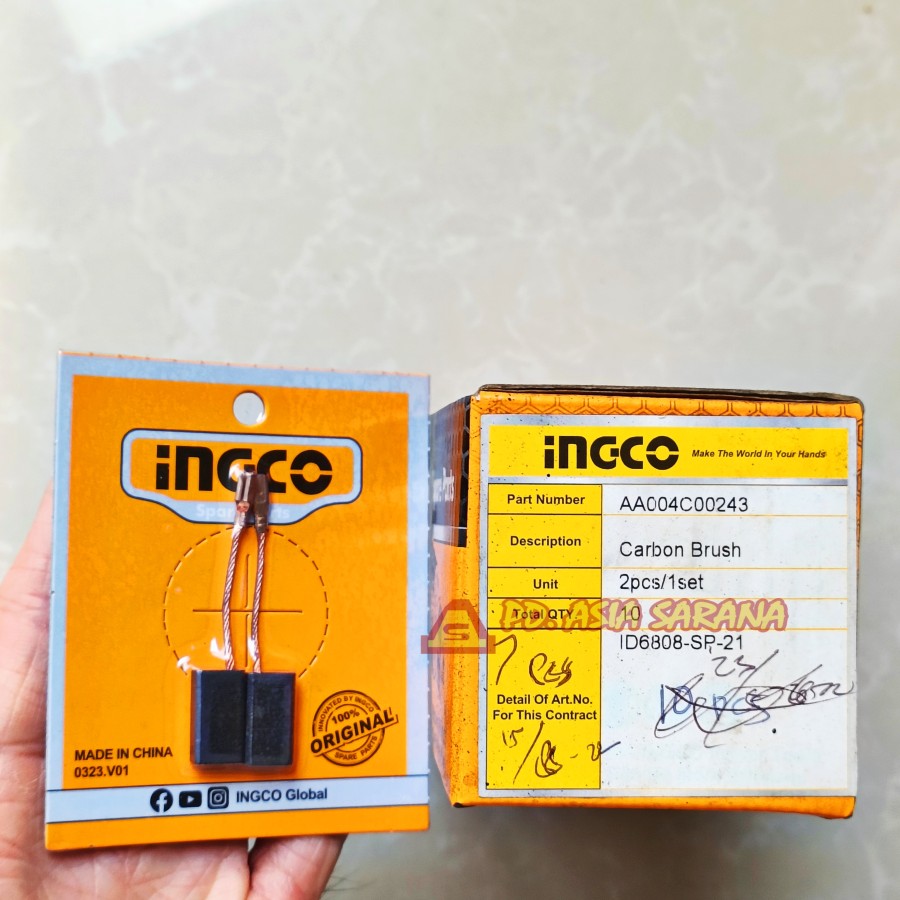 INGCO
Spare Parts
INNOVATED BY INGCO
100%
ORIGINAL
SPARE PARTS
MADE IN CHINA
0323.V01
INGCO Global
INGCO Make The World In Your Hands
Part Number AA004C00243
Description Carbon Brush
Unit 2pcs/1set
Total QTY 10
PD. ASIA SARANA
ID6808-SP-21
Detail Of Art.No.
For This Contract